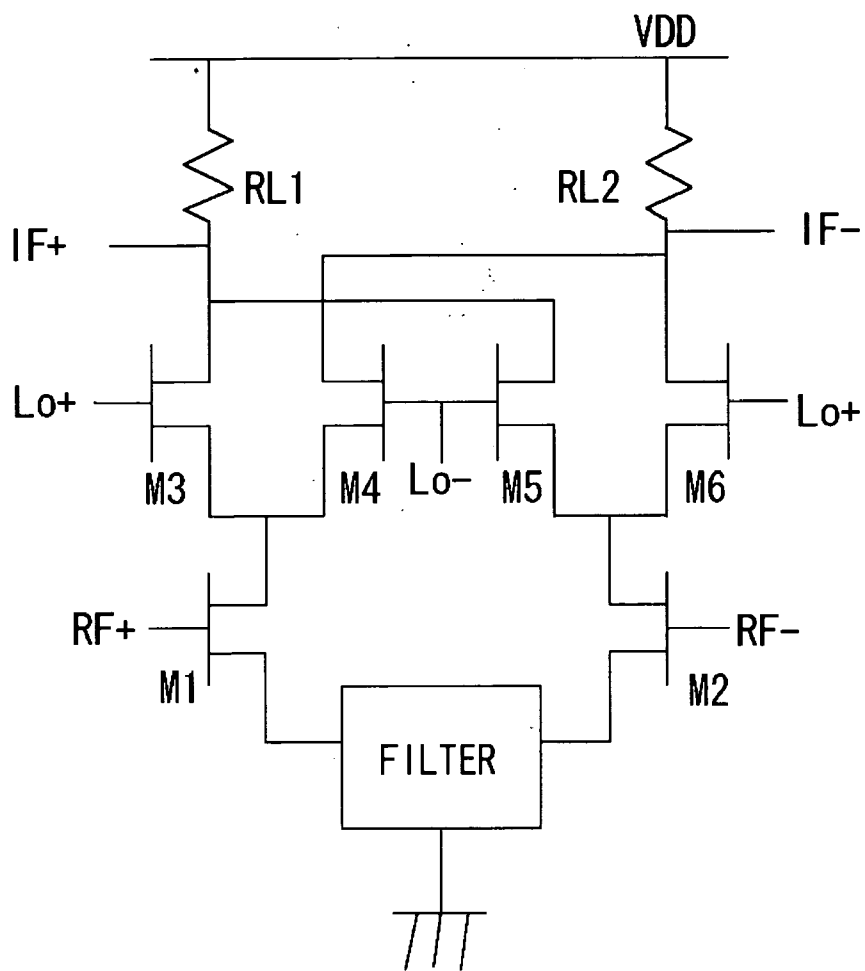 VDD
RL1
RL2
IF+
IF-
Lo+
Lo+
M3
M4
Lo-
M5
M6
RF+
RF-
M1
M2
FILTER